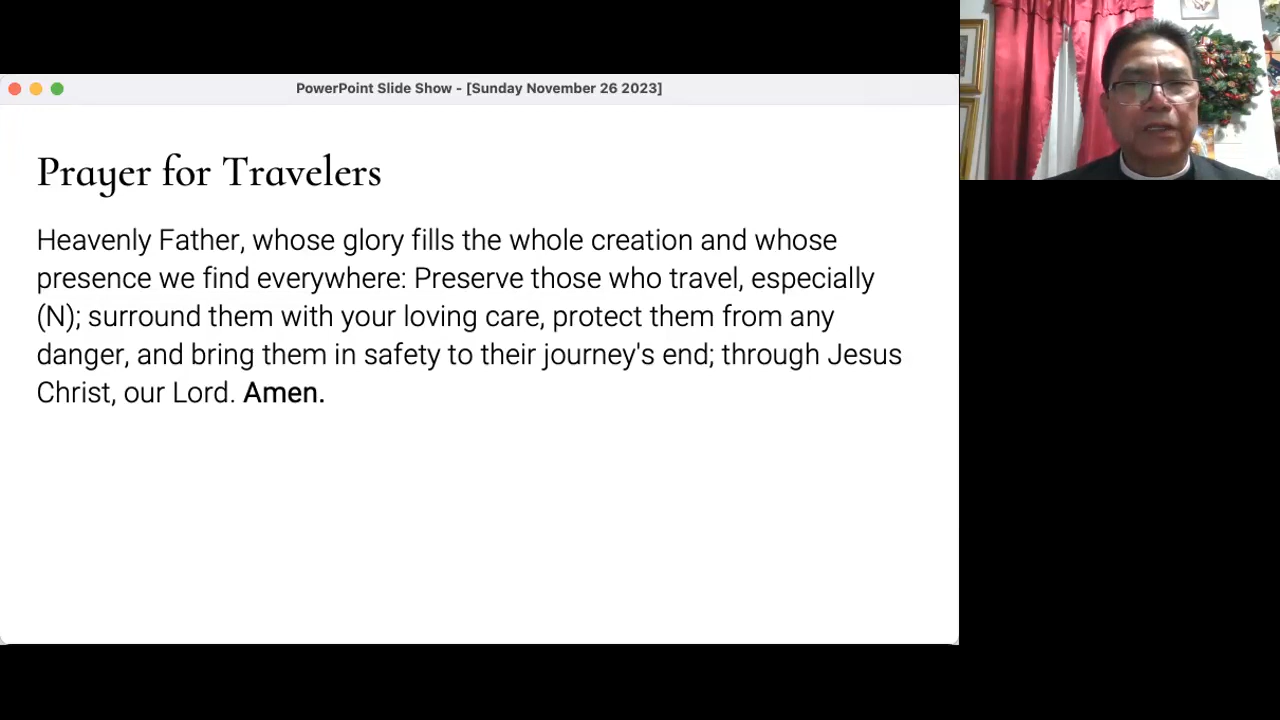 PowerPoint Slide Show - [Sunday November 26 2023]
Prayer for Travelers
Heavenly Father, whose glory fills the whole creation and whose
presence we find everywhere: Preserve those who travel, especially
(N); surround them with your loving care, protect them from any
danger, and bring them in safety to their journey's end; through Jesus
Christ, our Lord. Amen.